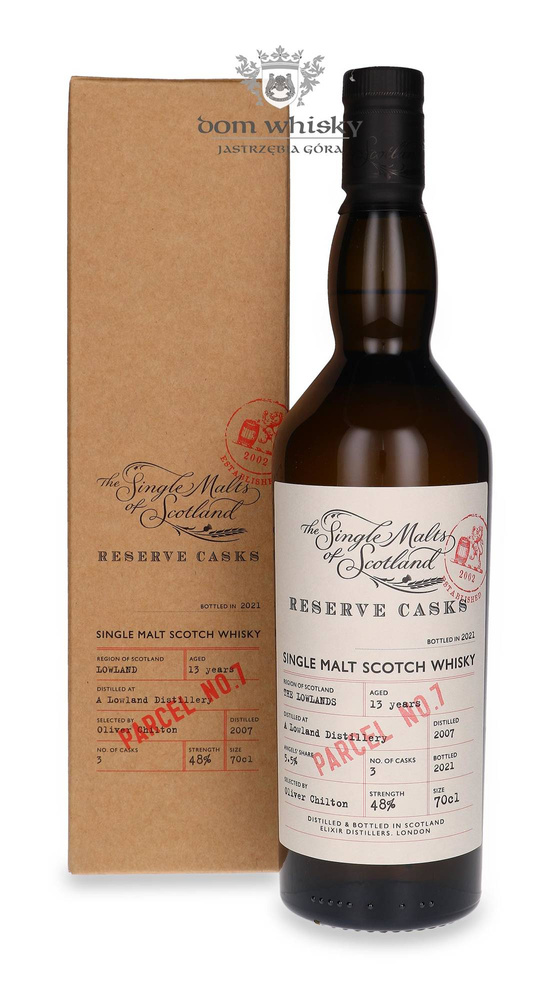 dom whisky
JASTRZĘBIA GÓRA
2002
ESTABLISHED
The Single Malts
of Scotland
RESERVE CASKS
BOTTLED IN 2021
SINGLE MALT SCOTCH WHISKY
REGION OF SCOTLAND AGED
LOWLAND 13 years
DISTILLED AT
A Lowland Distillery
PARCEL NO.7
SELECTED BY DISTILLED
Oliver Chilton 2007
NO. OF CASKS STRENGTH SIZE
3 48% 70cl
The Single Malts
of Scotland
2002
ESTABLISHED
RESERVE CASKS
BOTTLED IN 2021
SINGLE MALT SCOTCH WHISKY
REGION OF SCOTLAND AGED
THE LOWLANDS 13 years
DISTILLED AT DISTILLED
A Lowland Distillery 2007
PARCEL NO.7
ANGELS' SHARE NO. OF CASKS BOTTLED
5.5% 3 2021
SELECTED BY STRENGTH SIZE
Oliver Chilton 48% 70cl
DISTILLED & BOTTLED IN SCOTLAND
ELIXIR DISTILLERS, LONDON